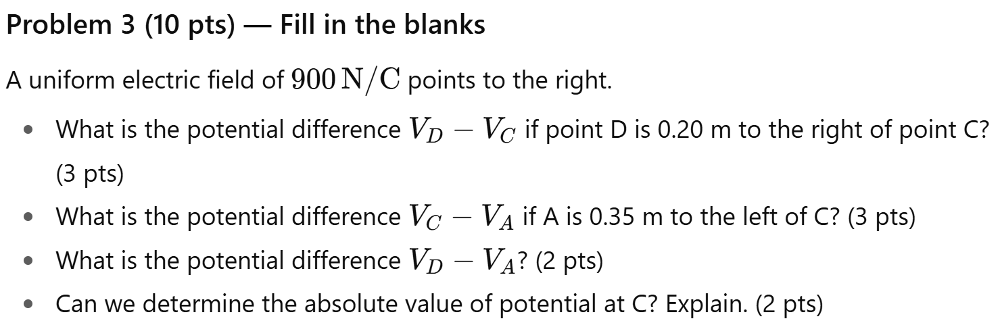 Problem 3 (10 pts) — Fill in the blanks
A uniform electric field of 900 N/C points to the right.
• What is the potential difference V_D − V_C if point D is 0.20 m to the right of point C?
(3 pts)
• What is the potential difference V_C − V_A if A is 0.35 m to the left of C? (3 pts)
• What is the potential difference V_D − V_A? (2 pts)
• Can we determine the absolute value of potential at C? Explain. (2 pts)